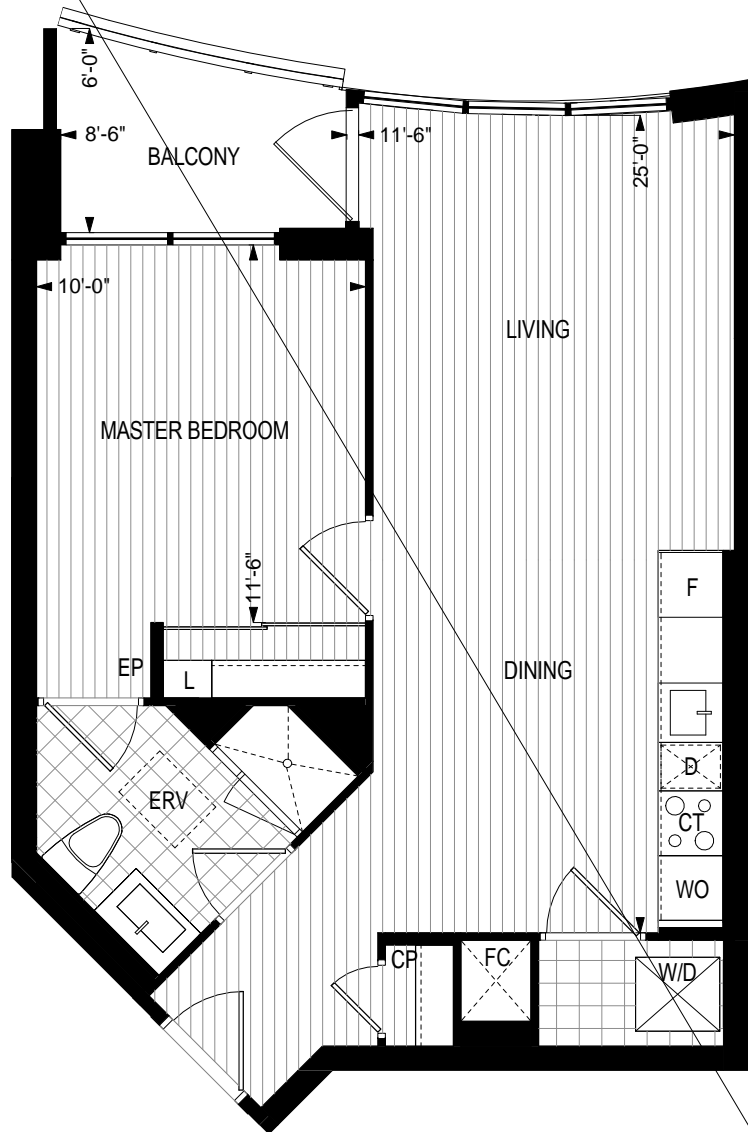 6'-0"
8'-6"
11'-6"
BALCONY
25'-0"
10'-0"
LIVING
MASTER BEDROOM
11'-6"
F
EP
L
DINING
D
ERV
CT
WO
CP
FC
W/D